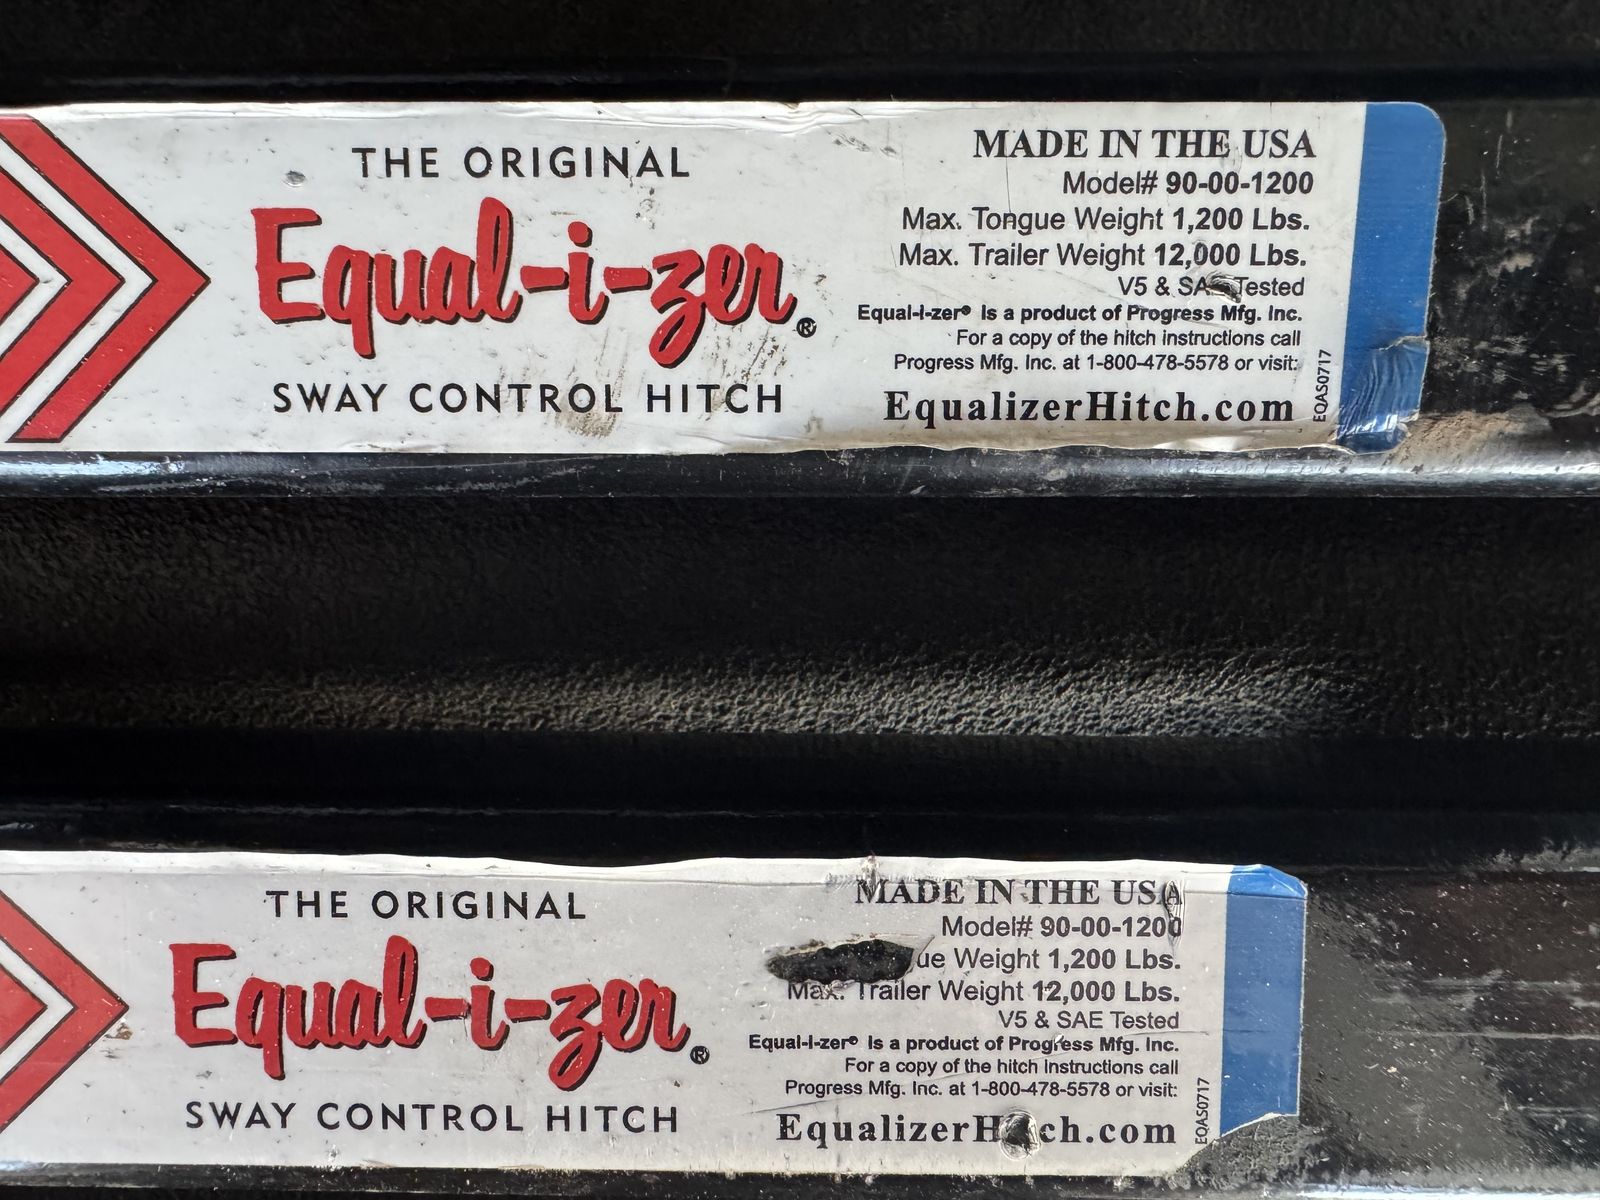 THE ORIGINAL
Equal-i-zer®
SWAY CONTROL HITCH
MADE IN THE USA
Model# 90-00-1200
Max. Tongue Weight 1,200 Lbs.
Max. Trailer Weight 12,000 Lbs.
V5 & SAE Tested
Equal-i-zer® is a product of Progress Mfg. Inc.
For a copy of the hitch instructions call
Progress Mfg. Inc. at 1-800-478-5578 or visit:
EqualizerHitch.com
EQAS0717
THE ORIGINAL
Equal-i-zer®
SWAY CONTROL HITCH
MADE IN THE USA
Model# 90-00-1200
Weight 1,200 Lbs.
Max. Trailer Weight 12,000 Lbs.
V5 & SAE Tested
Equal-i-zer® is a product of Progress Mfg. Inc.
For a copy of the hitch instructions call
Progress Mfg. Inc. at 1-800-478-5578 or visit:
EqualizerHitch.com
EQAS0717